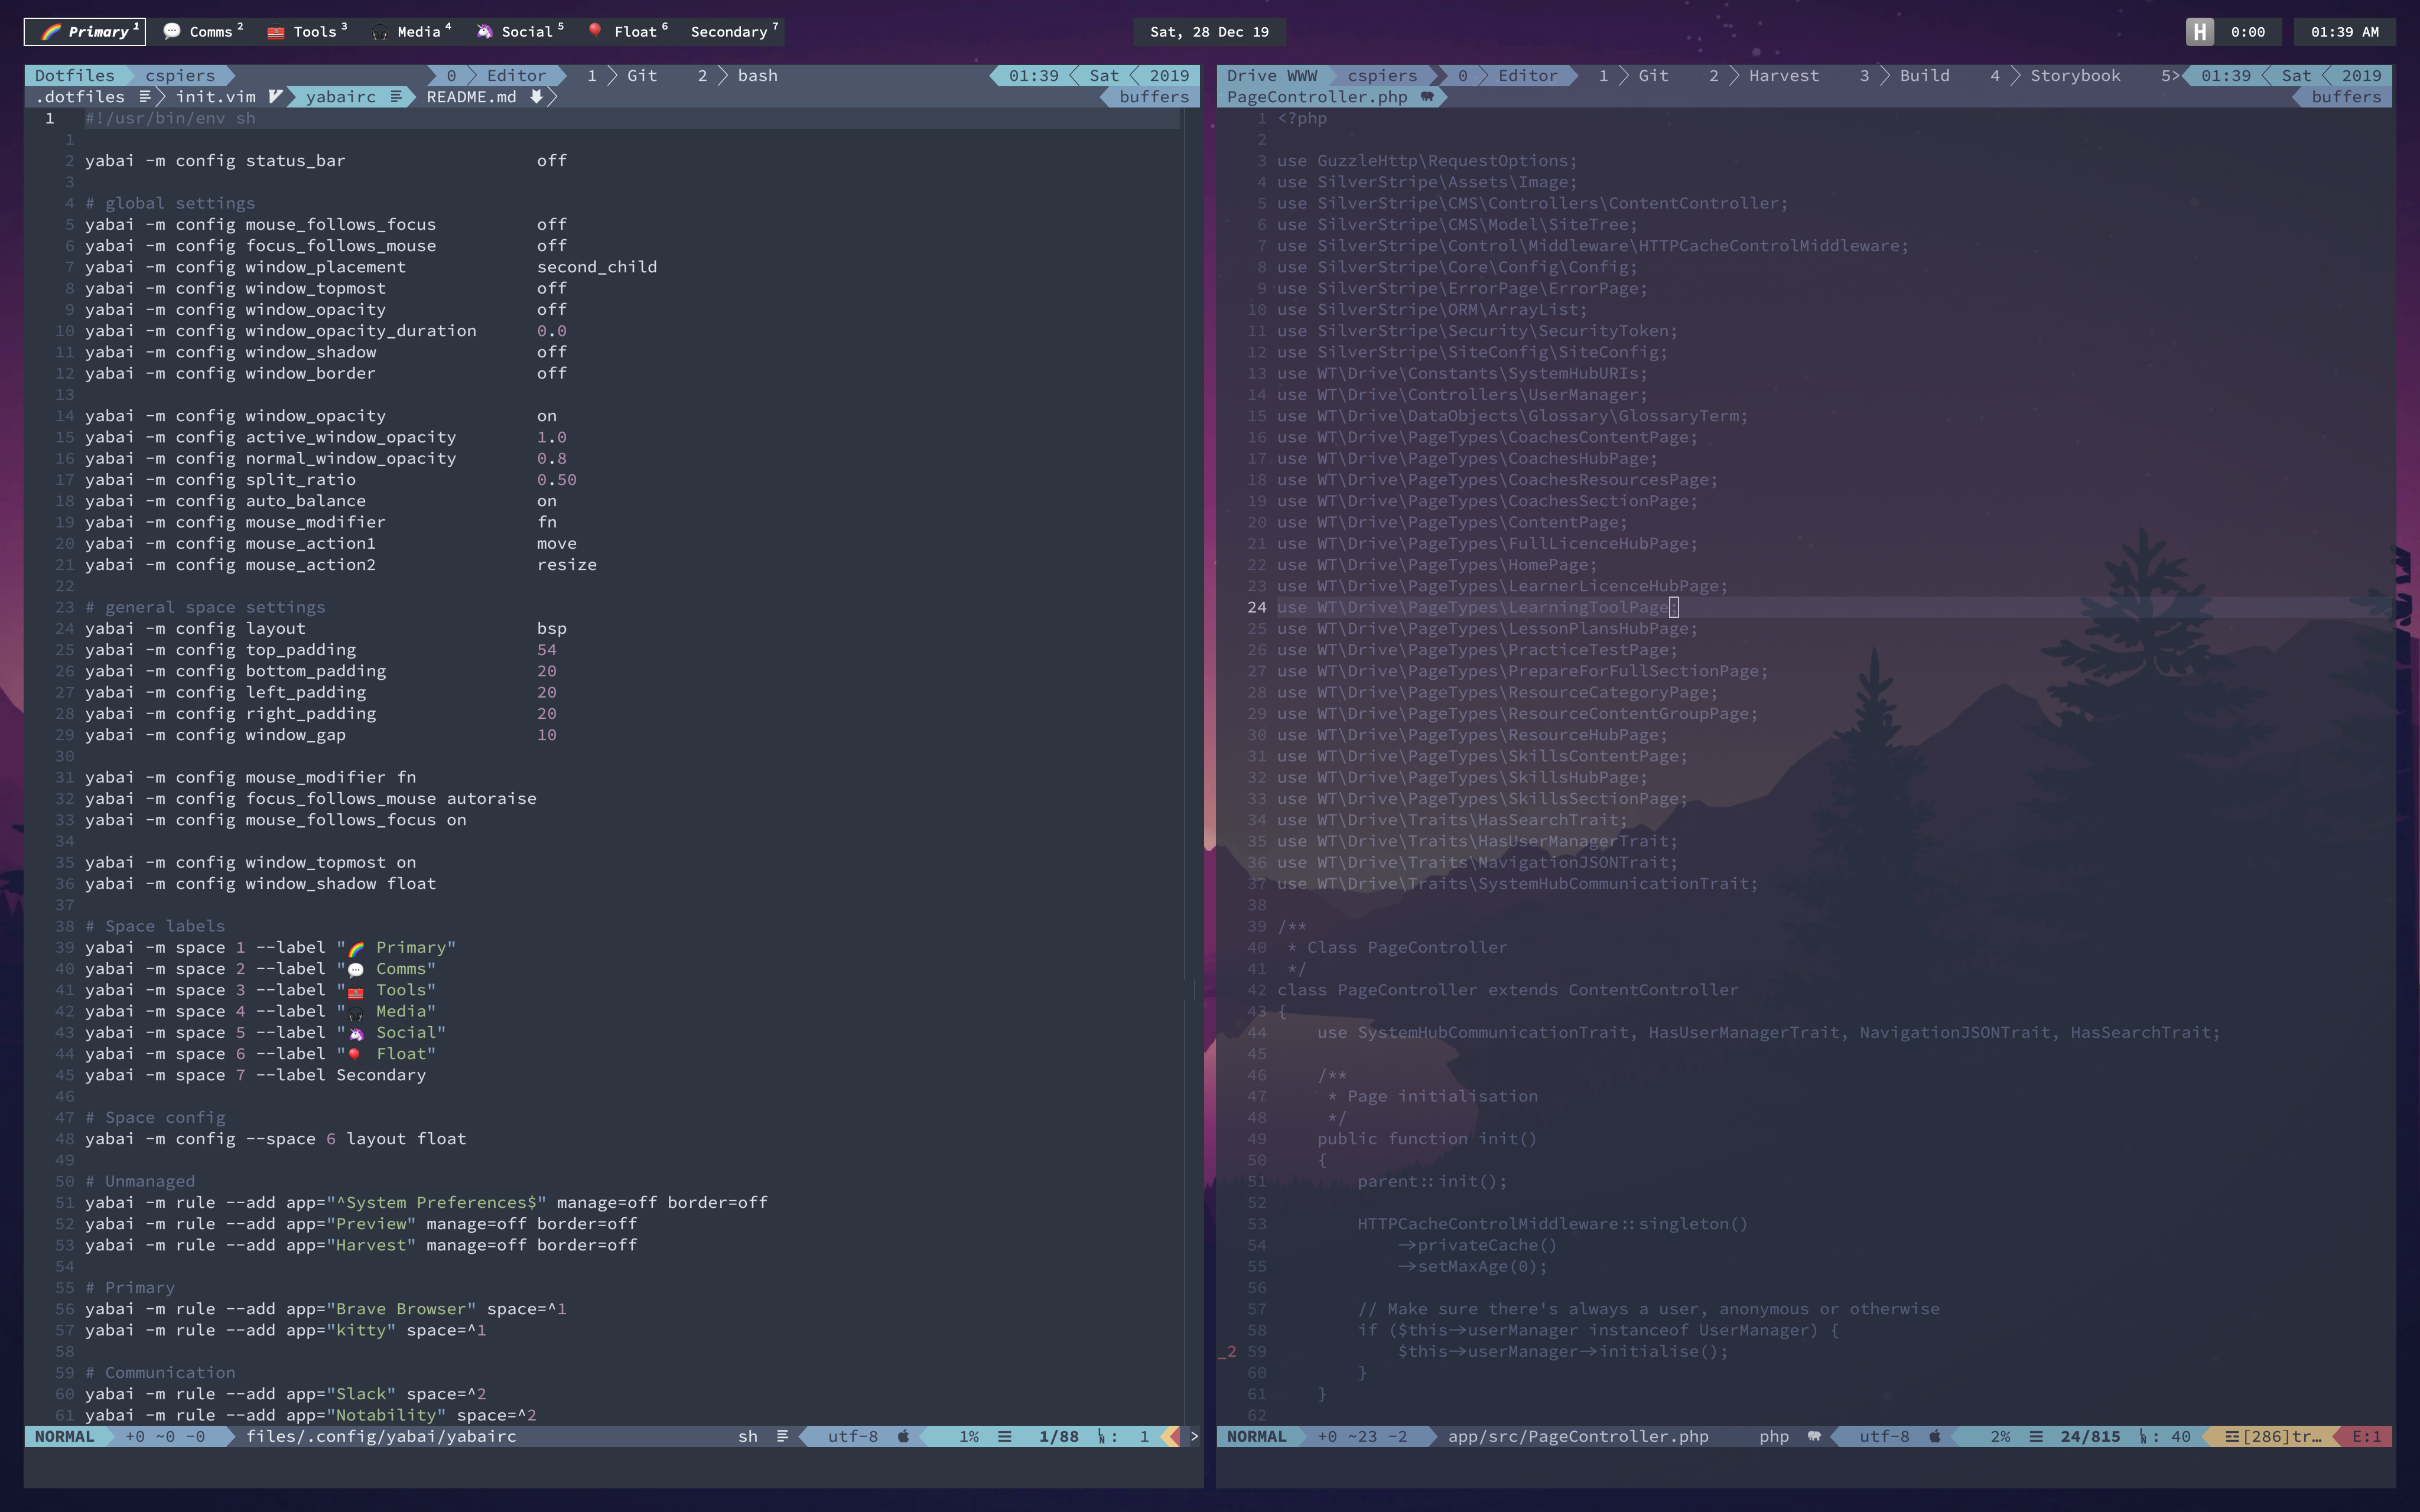 Primary 1 Comms 2 Tools 3 Media 4 Social 5 Float 6 Secondary 7
Sat, 28 Dec 19
H 0:00 01:39 AM
Dotfiles cspiers 0 Editor 1 Git 2 bash 01:39 Sat 2019
.dotfiles init.vim yabairc README.md buffers
1 #!/usr/bin/env sh
1
2 yabai -m config status_bar off
3
4 # global settings
5 yabai -m config mouse_follows_focus off
6 yabai -m config focus_follows_mouse off
7 yabai -m config window_placement second_child
8 yabai -m config window_topmost off
9 yabai -m config window_opacity off
10 yabai -m config window_opacity_duration 0.0
11 yabai -m config window_shadow off
12 yabai -m config window_border off
13
14 yabai -m config window_opacity on
15 yabai -m config active_window_opacity 1.0
16 yabai -m config normal_window_opacity 0.8
17 yabai -m config split_ratio 0.50
18 yabai -m config auto_balance on
19 yabai -m config mouse_modifier fn
20 yabai -m config mouse_action1 move
21 yabai -m config mouse_action2 resize
22
23 # general space settings
24 yabai -m config layout bsp
25 yabai -m config top_padding 54
26 yabai -m config bottom_padding 20
27 yabai -m config left_padding 20
28 yabai -m config right_padding 20
29 yabai -m config window_gap 10
30
31 yabai -m config mouse_modifier fn
32 yabai -m config focus_follows_mouse autoraise
33 yabai -m config mouse_follows_focus on
34
35 yabai -m config window_topmost on
36 yabai -m config window_shadow float
37
38 # Space labels
39 yabai -m space 1 --label "🌈 Primary"
40 yabai -m space 2 --label "💬 Comms"
41 yabai -m space 3 --label "🧰 Tools"
42 yabai -m space 4 --label "🎧 Media"
43 yabai -m space 5 --label "🦄 Social"
44 yabai -m space 6 --label "🎈 Float"
45 yabai -m space 7 --label Secondary
46
47 # Space config
48 yabai -m config --space 6 layout float
49
50 # Unmanaged
51 yabai -m rule --add app="^System Preferences$" manage=off border=off
52 yabai -m rule --add app="Preview" manage=off border=off
53 yabai -m rule --add app="Harvest" manage=off border=off
54
55 # Primary
56 yabai -m rule --add app="Brave Browser" space=^1
57 yabai -m rule --add app="kitty" space=^1
58
59 # Communication
60 yabai -m rule --add app="Slack" space=^2
61 yabai -m rule --add app="Notability" space=^2
NORMAL +0 ~0 -0 files/.config/yabai/yabairc sh utf-8 1% 1/88 : 1 >
Drive WWW cspiers 0 Editor 1 Git 2 Harvest 3 Build 4 Storybook 5> 01:39 Sat 2019
PageController.php buffers
1 <?php
2
3 use GuzzleHttp\RequestOptions;
4 use SilverStripe\Assets\Image;
5 use SilverStripe\CMS\Controllers\ContentController;
6 use SilverStripe\CMS\Model\SiteTree;
7 use SilverStripe\Control\Middleware\HTTPCacheControlMiddleware;
8 use SilverStripe\Core\Config\Config;
9 use SilverStripe\ErrorPage\ErrorPage;
10 use SilverStripe\ORM\ArrayList;
11 use SilverStripe\Security\SecurityToken;
12 use SilverStripe\SiteConfig\SiteConfig;
13 use WT\Drive\Constants\SystemHubURIs;
14 use WT\Drive\Controllers\UserManager;
15 use WT\Drive\DataObjects\Glossary\GlossaryTerm;
16 use WT\Drive\PageTypes\CoachesContentPage;
17 use WT\Drive\PageTypes\CoachesHubPage;
18 use WT\Drive\PageTypes\CoachesResourcesPage;
19 use WT\Drive\PageTypes\CoachesSectionPage;
20 use WT\Drive\PageTypes\ContentPage;
21 use WT\Drive\PageTypes\FullLicenceHubPage;
22 use WT\Drive\PageTypes\HomePage;
23 use WT\Drive\PageTypes\LearnerLicenceHubPage;
24 use WT\Drive\PageTypes\LearningToolPage;
25 use WT\Drive\PageTypes\LessonPlansHubPage;
26 use WT\Drive\PageTypes\PracticeTestPage;
27 use WT\Drive\PageTypes\PrepareForFullSectionPage;
28 use WT\Drive\PageTypes\ResourceCategoryPage;
29 use WT\Drive\PageTypes\ResourceContentGroupPage;
30 use WT\Drive\PageTypes\ResourceHubPage;
31 use WT\Drive\PageTypes\SkillsContentPage;
32 use WT\Drive\PageTypes\SkillsHubPage;
33 use WT\Drive\PageTypes\SkillsSectionPage;
34 use WT\Drive\Traits\HasSearchTrait;
35 use WT\Drive\Traits\HasUserManagerTrait;
36 use WT\Drive\Traits\NavigationJSONTrait;
37 use WT\Drive\Traits\SystemHubCommunicationTrait;
38
39 /**
40 * Class PageController
41 */
42 class PageController extends ContentController
43 {
44 use SystemHubCommunicationTrait, HasUserManagerTrait, NavigationJSONTrait, HasSearchTrait;
45
46 /**
47 * Page initialisation
48 */
49 public function init()
50 {
51 parent::init();
52
53 HTTPCacheControlMiddleware::singleton()
54 ->privateCache()
55 ->setMaxAge(0);
56
57 // Make sure there's always a user, anonymous or otherwise
58 if ($this->userManager instanceof UserManager) {
_2 59 $this->userManager->initialise();
60 }
61 }
62
NORMAL +0 ~23 -2 app/src/PageController.php php utf-8 2% 24/815 : 40 [286]tr… E:1